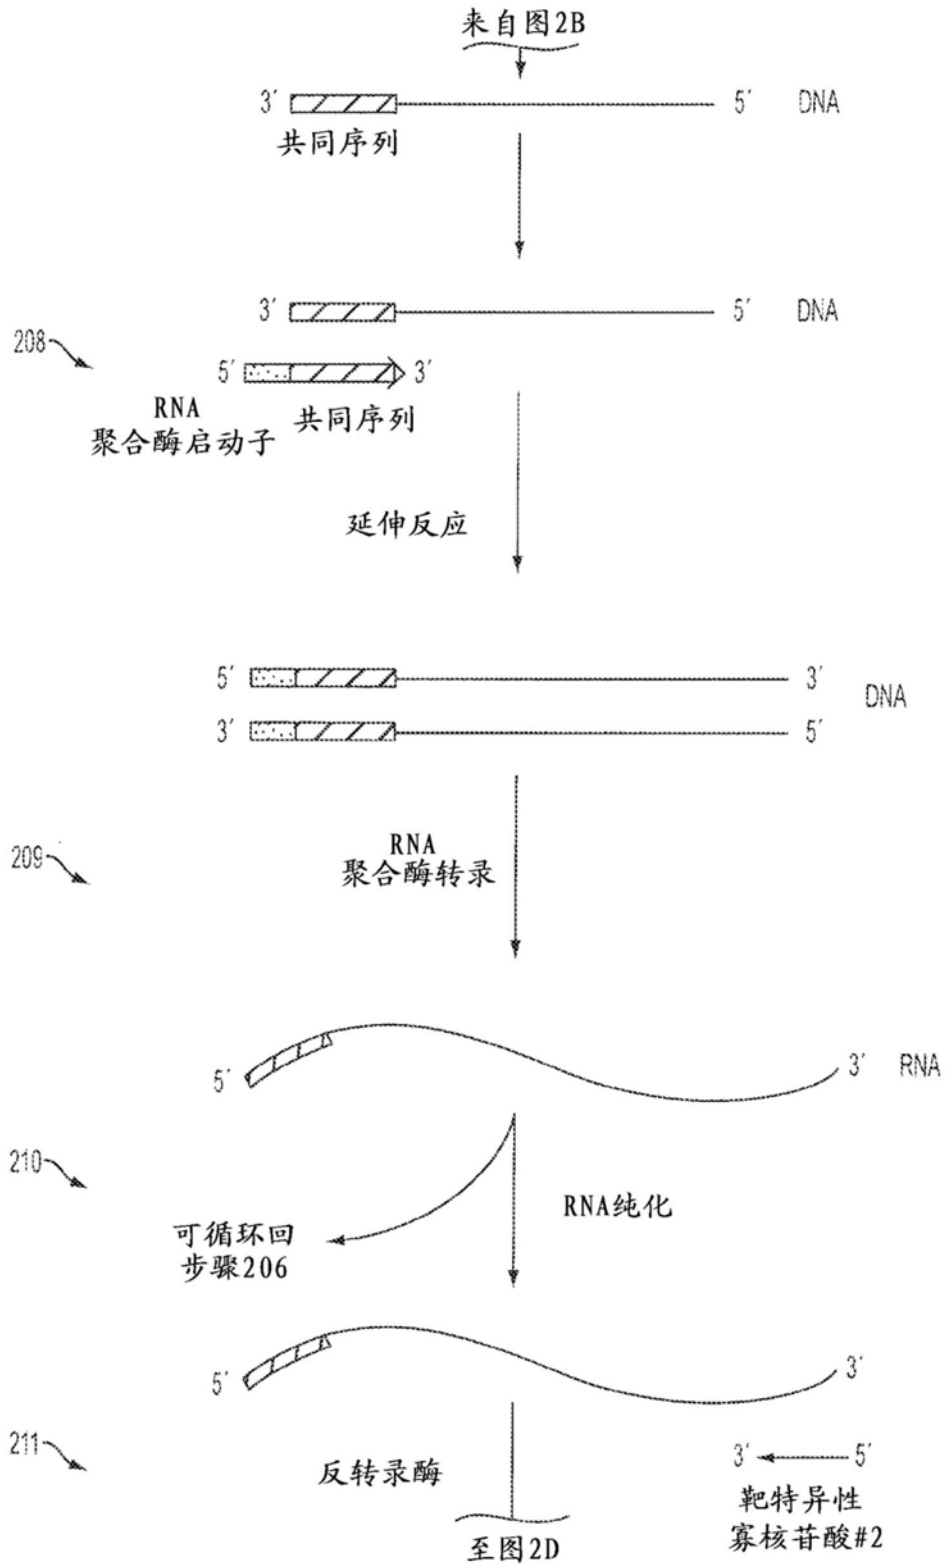 来自图2B
3′ 5′ DNA
共同序列
3′ 5′ DNA
208
5′ 3′
RNA
聚合酶启动子
共同序列
延伸反应
5′ 3′
DNA
3′ 5′
209
RNA
聚合酶转录
5′ 3′ RNA
210
RNA纯化
可循环回
步骤206
5′ 3′
211
反转录酶
3′ 5′
靶特异性
寡核苷酸#2
至图2D